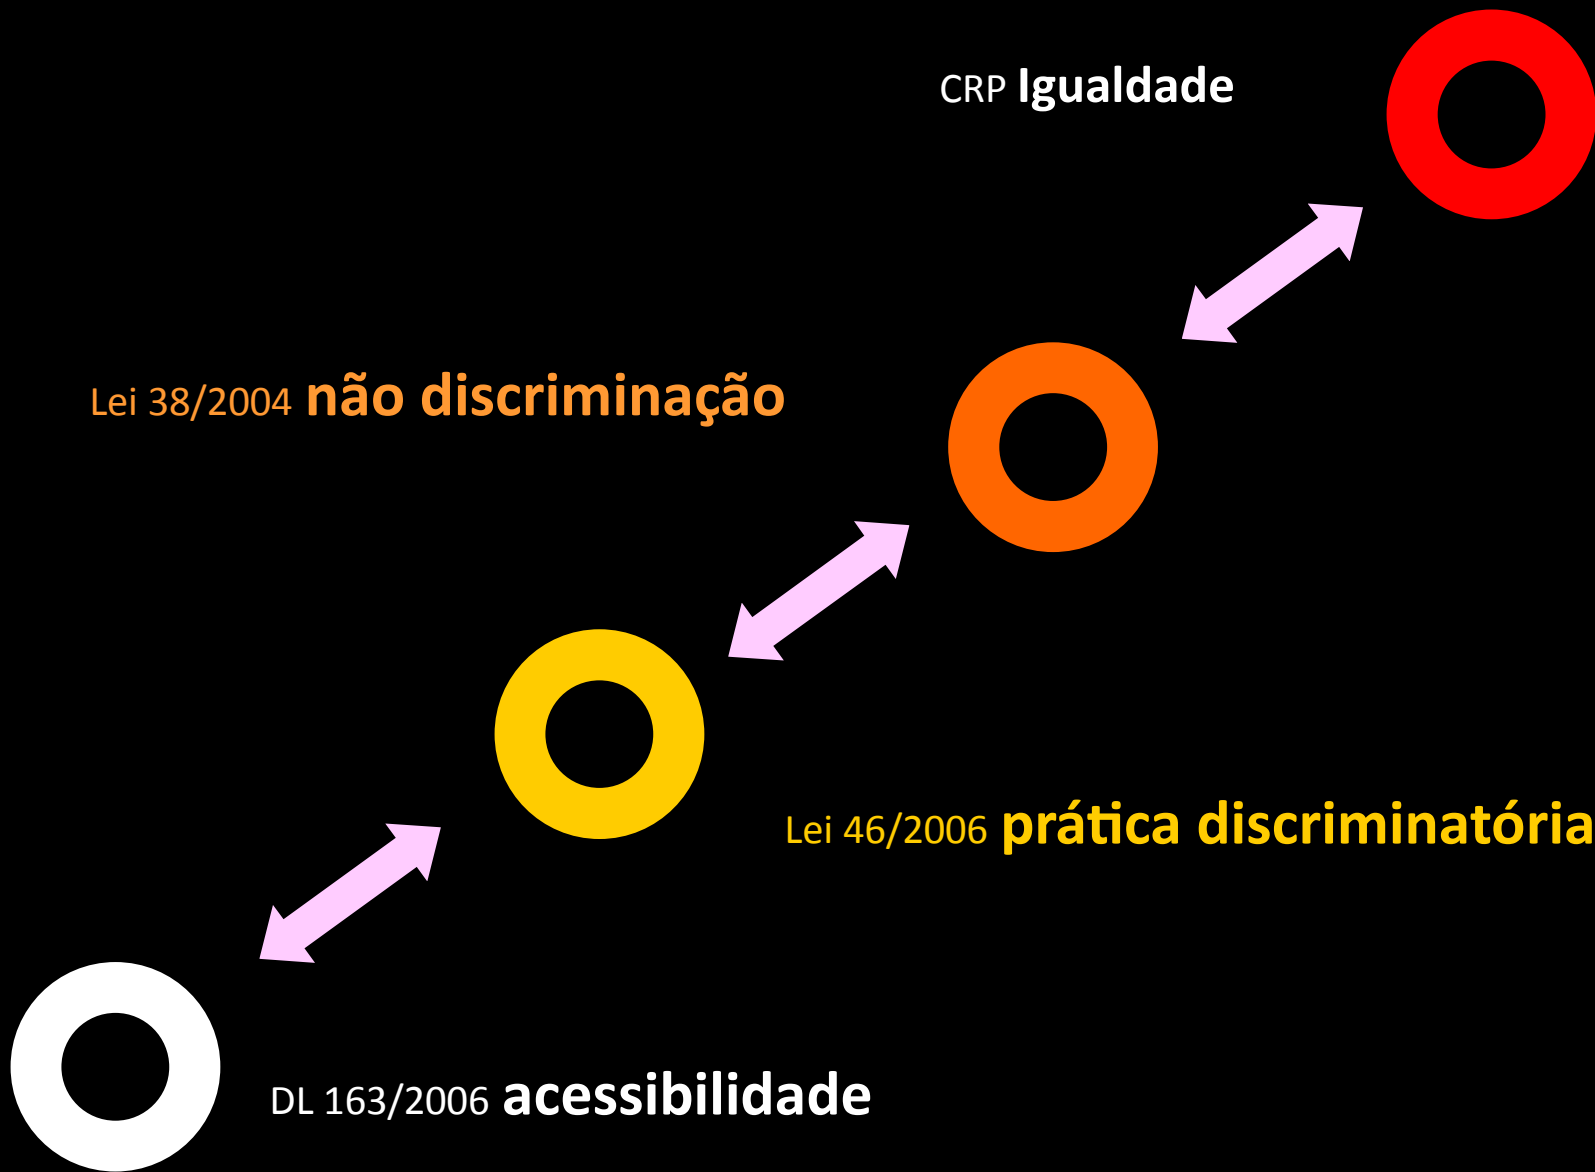 CRP Igualdade
Lei 38/2004 não discriminação
Lei 46/2006 prática discriminatória
DL 163/2006 acessibilidade